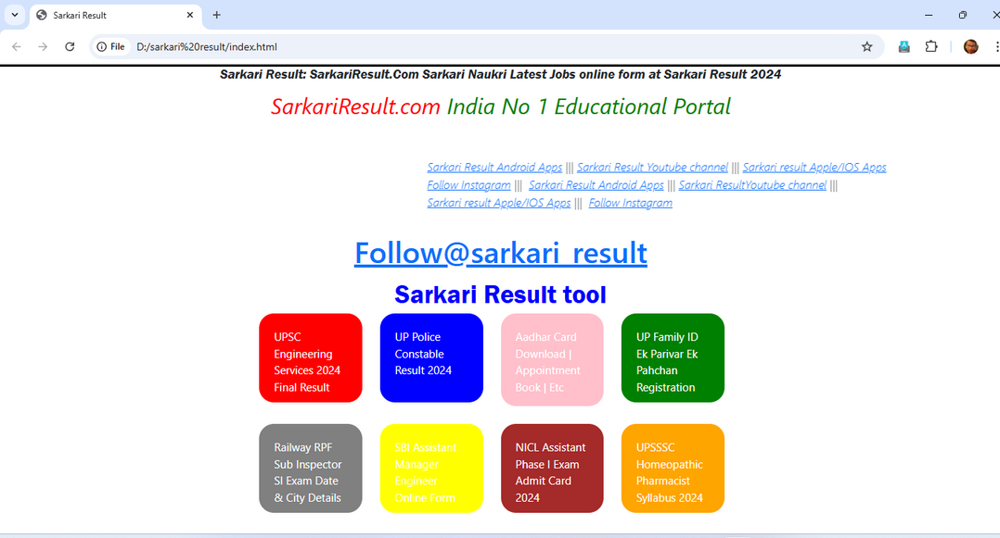 Sarkari Result
File D:/sarkari%20result/index.html
Sarkari Result: SarkariResult.Com Sarkari Naukri Latest Jobs online form at Sarkari Result 2024
SarkariResult.com India No 1 Educational Portal
Sarkari Result Android Apps ||| Sarkari Result Youtube channel ||| Sarkari result Apple/IOS Apps
Follow Instagram ||| Sarkari Result Android Apps ||| Sarkari ResultYoutube channel |||
Sarkari result Apple/IOS Apps ||| Follow Instagram
Follow@sarkari_result
Sarkari Result tool
UPSC
Engineering
Services 2024
Final Result
UP Police
Constable
Result 2024
Aadhar Card
Download |
Appointment
Book | Etc
UP Family ID
Ek Parivar Ek
Pahchan
Registration
Railway RPF
Sub Inspector
SI Exam Date
& City Details
SBI Assistant
Manager
Engineer
Online Form
NICL Assistant
Phase I Exam
Admit Card
2024
UPSSSC
Homeopathic
Pharmacist
Syllabus 2024